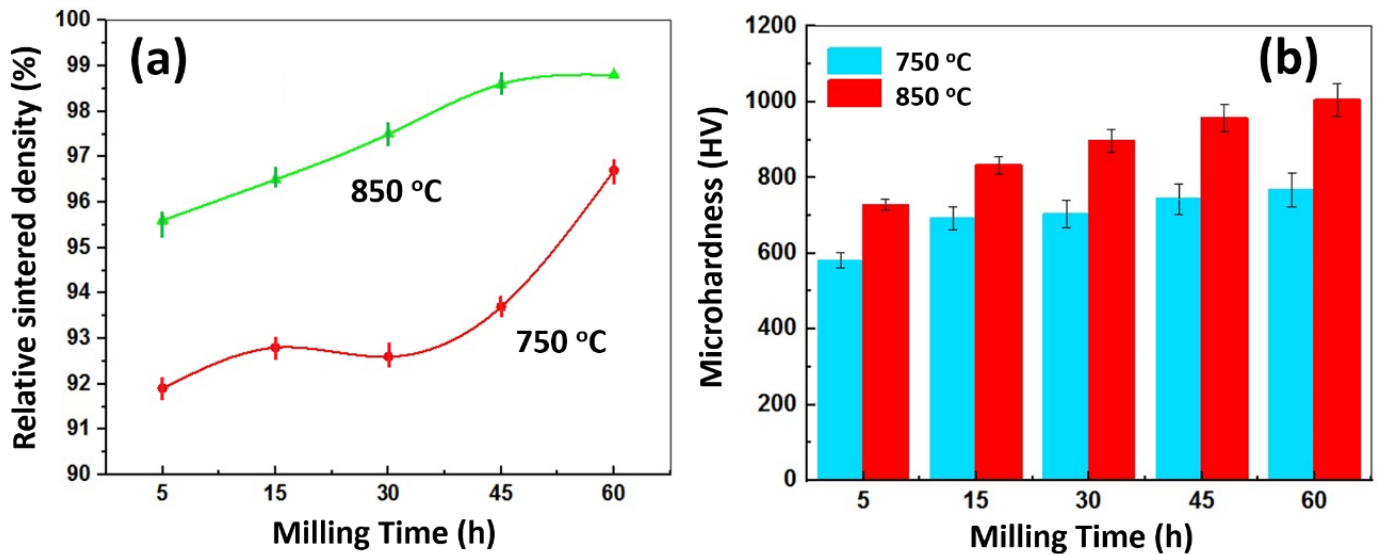 (a)
Relative sintered density (%)
100
99
98
97
96
95
94
93
92
91
90
850 °C
750 °C
5 15 30 45 60
Milling Time (h)
(b)
750 °C
850 °C
Microhardness (HV)
1200
1000
800
600
400
200
0
5 15 30 45 60
Milling Time (h)